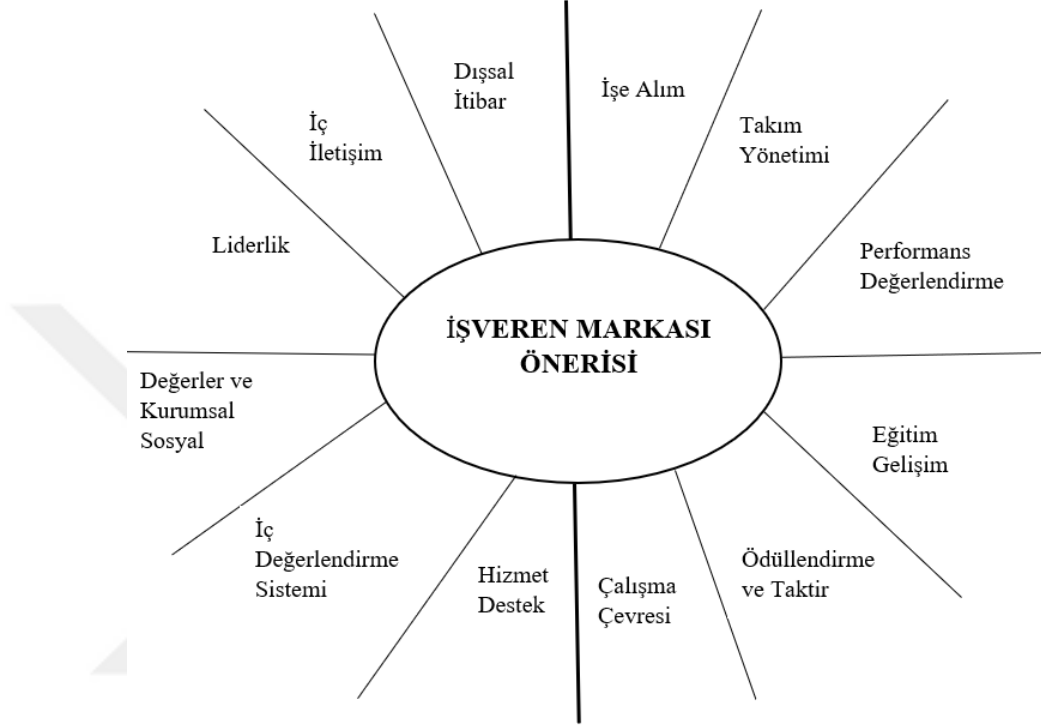 Dışsal
İtibar
İşe Alım
Takım
Yönetimi
Performans
Değerlendirme
Eğitim
Gelişim
Ödüllendirme
ve Taktir
Çalışma
Çevresi
Hizmet
Destek
İç
Değerlendirme
Sistemi
Değerler ve
Kurumsal
Sosyal
Liderlik
İç
İletişim
İŞVEREN MARKASI
ÖNERİSİ